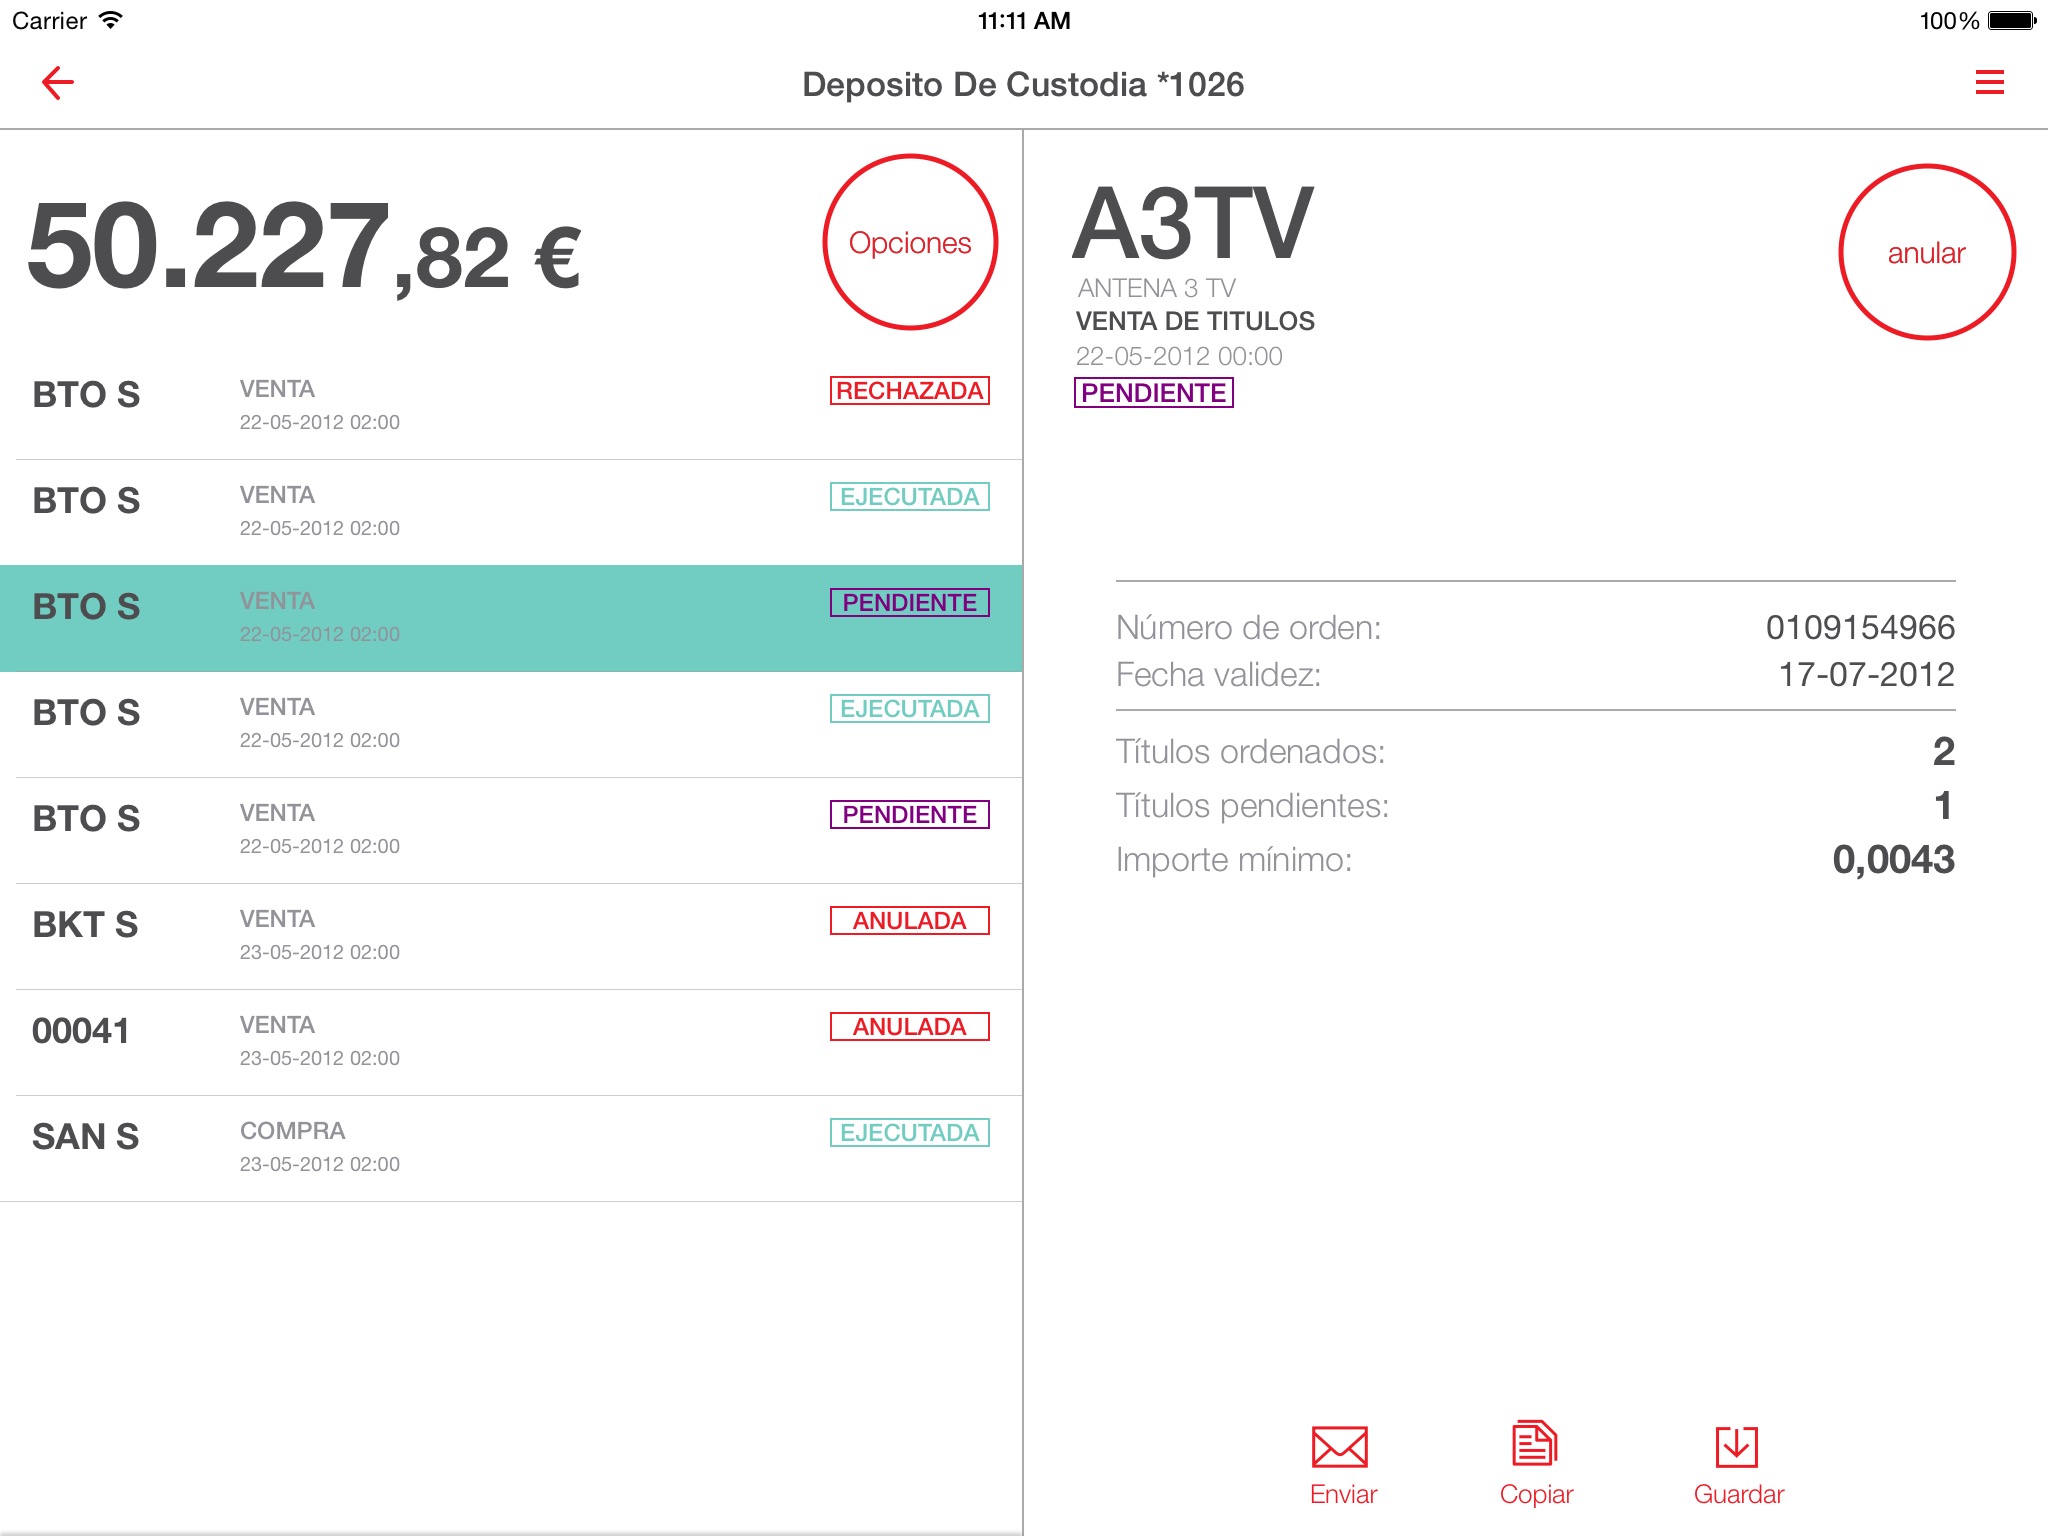 Carrier 11:11 AM 100%
Deposito De Custodia *1026
50.227,82 €
Opciones
BTO S VENTA RECHAZADA
22-05-2012 02:00
BTO S VENTA EJECUTADA
22-05-2012 02:00
BTO S VENTA PENDIENTE
22-05-2012 02:00
BTO S VENTA EJECUTADA
22-05-2012 02:00
BTO S VENTA PENDIENTE
22-05-2012 02:00
BKT S VENTA ANULADA
23-05-2012 02:00
00041 VENTA ANULADA
23-05-2012 02:00
SAN S COMPRA EJECUTADA
23-05-2012 02:00
A3TV
anular
ANTENA 3 TV
VENTA DE TITULOS
22-05-2012 00:00
PENDIENTE
Número de orden: 0109154966
Fecha validez: 17-07-2012
Títulos ordenados: 2
Títulos pendientes: 1
Importe mínimo: 0,0043
Enviar Copiar Guardar